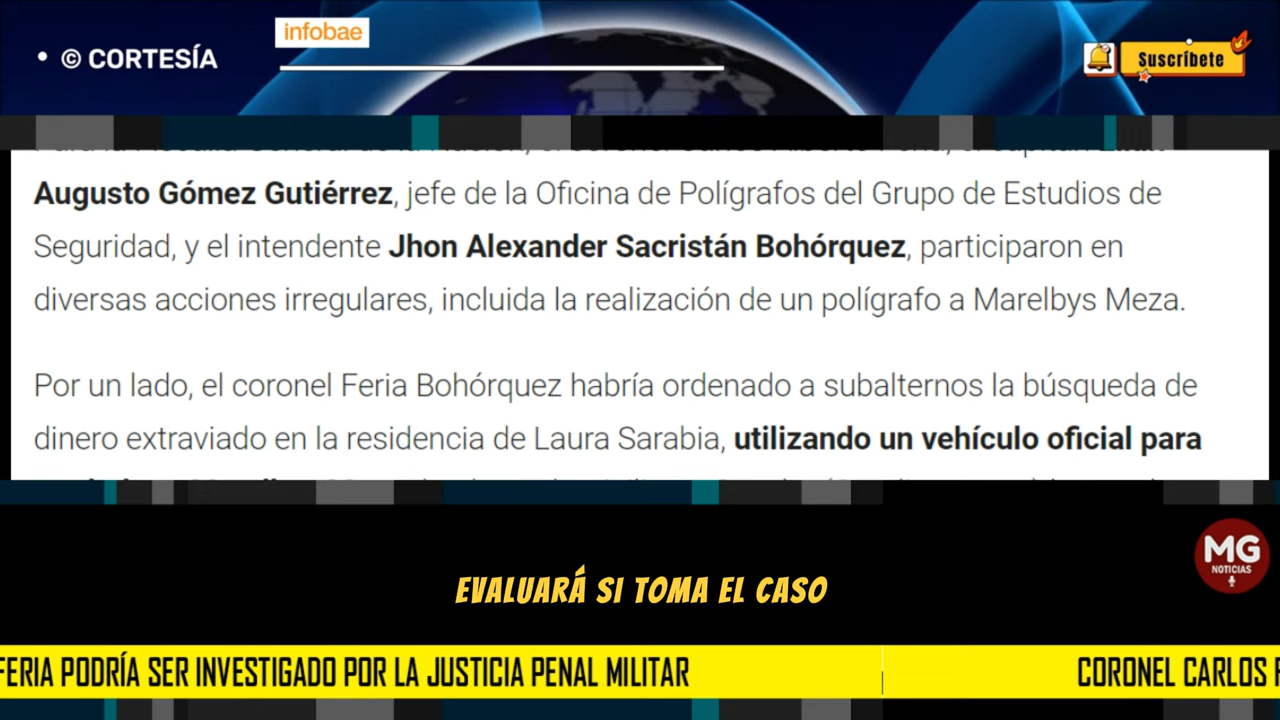 infobae
• © CORTESÍA
Suscríbete
Augusto Gómez Gutiérrez, jefe de la Oficina de Polígrafos del Grupo de Estudios de
Seguridad, y el intendente Jhon Alexander Sacristán Bohórquez, participaron en
diversas acciones irregulares, incluida la realización de un polígrafo a Marelbys Meza.
Por un lado, el coronel Feria Bohórquez habría ordenado a subalternos la búsqueda de
dinero extraviado en la residencia de Laura Sarabia, utilizando un vehículo oficial para
MG
NOTICIAS
EVALUARÁ SI TOMA EL CASO
FERIA PODRÍA SER INVESTIGADO POR LA JUSTICIA PENAL MILITAR
CORONEL CARLOS